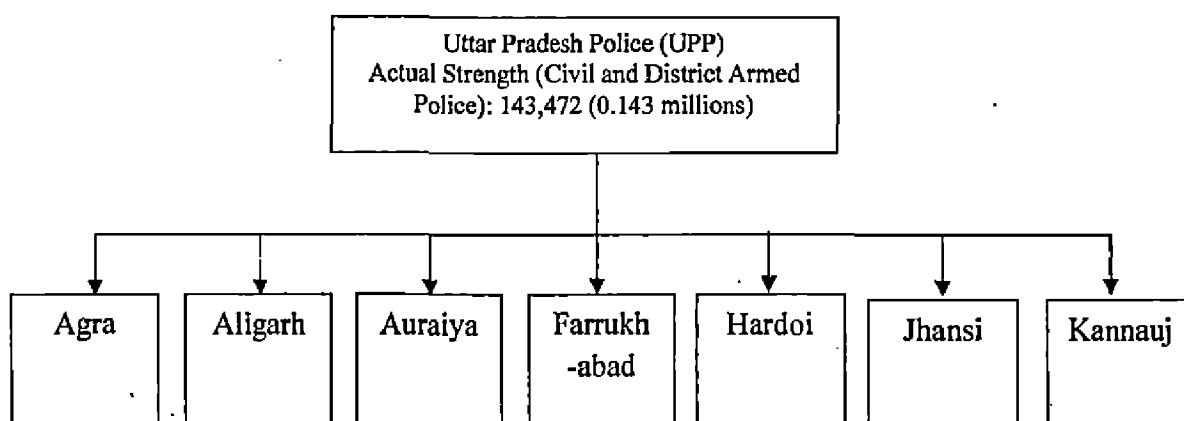 Uttar Pradesh Police (UPP)
Actual Strength (Civil and District Armed
Police): 143,472 (0.143 millions)
Agra
Aligarh
Auraiya
Farrukh
-abad
Hardoi
Jhansi
Kannauj